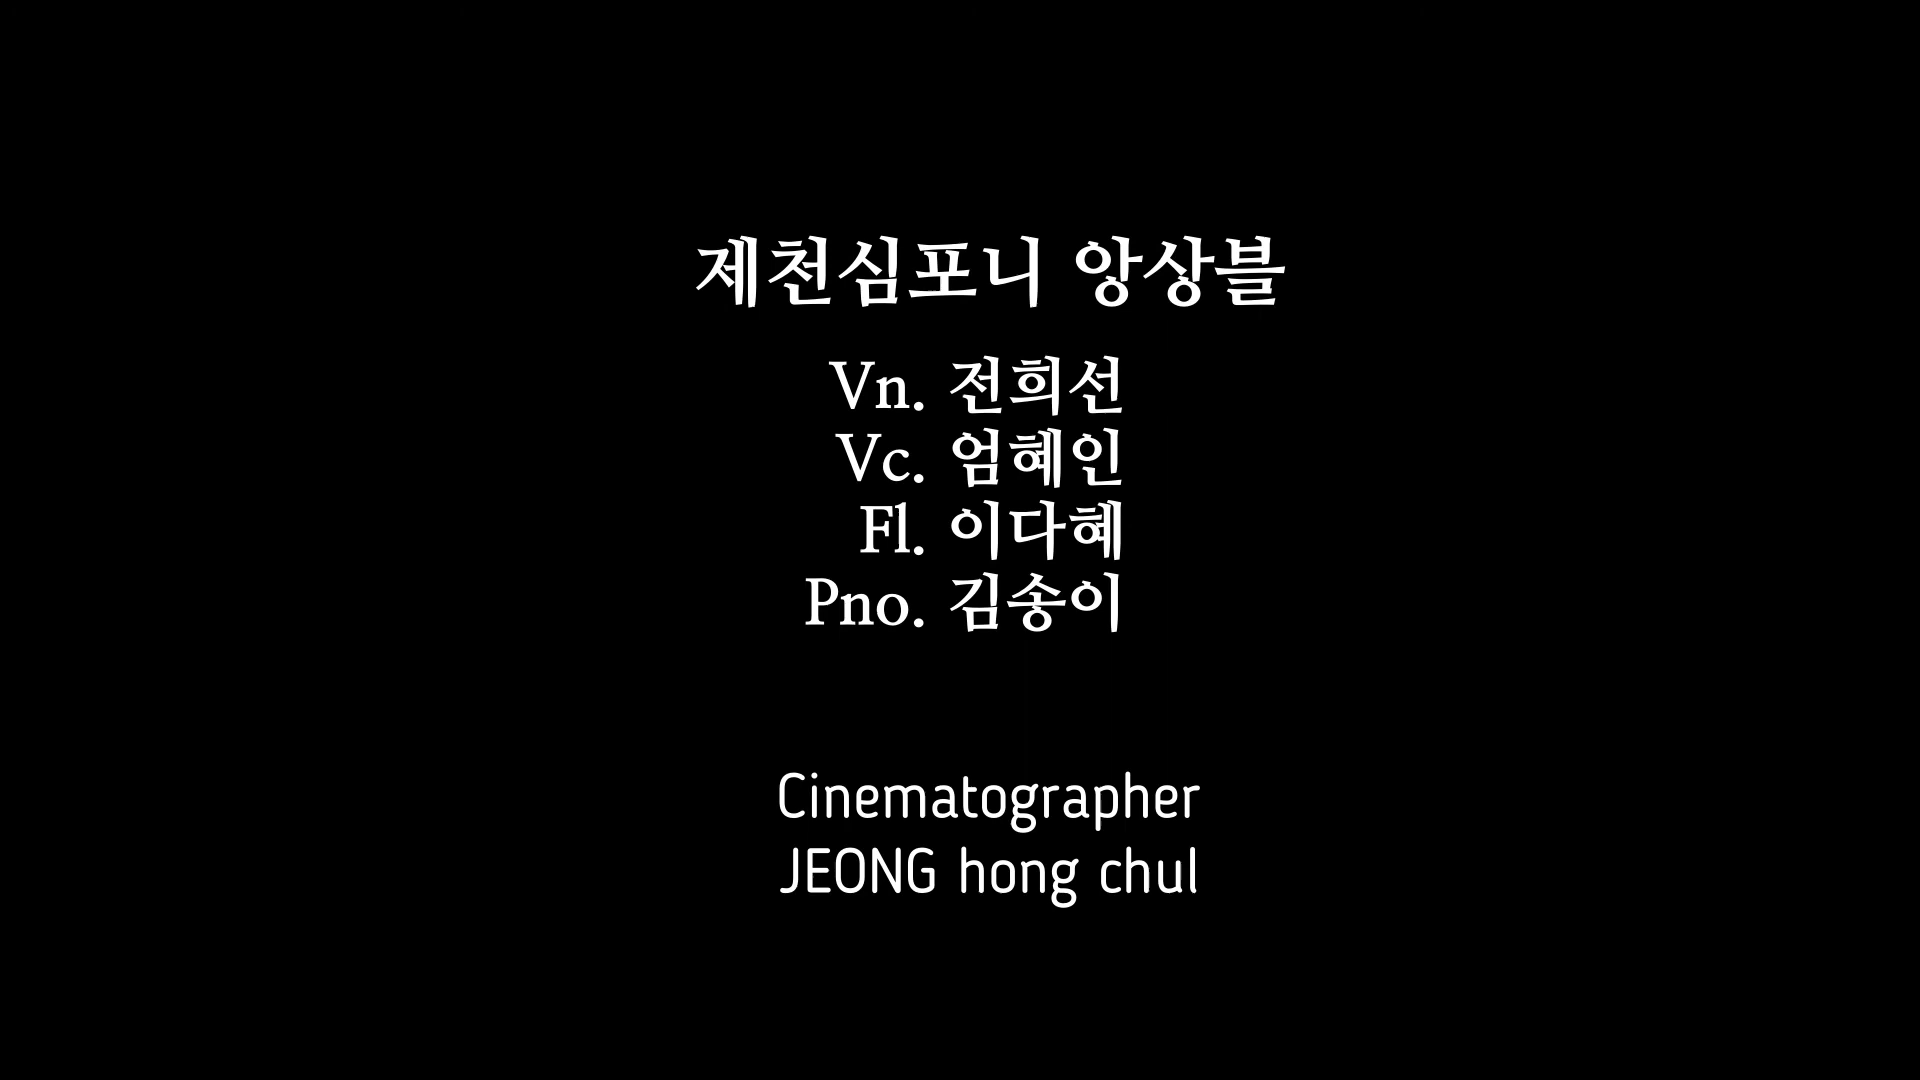 제천심포니 앙상블
Vn. 전희선
Vc. 엄혜인
Fl. 이다혜
Pno. 김송이
Cinematographer
JEONG hong chul